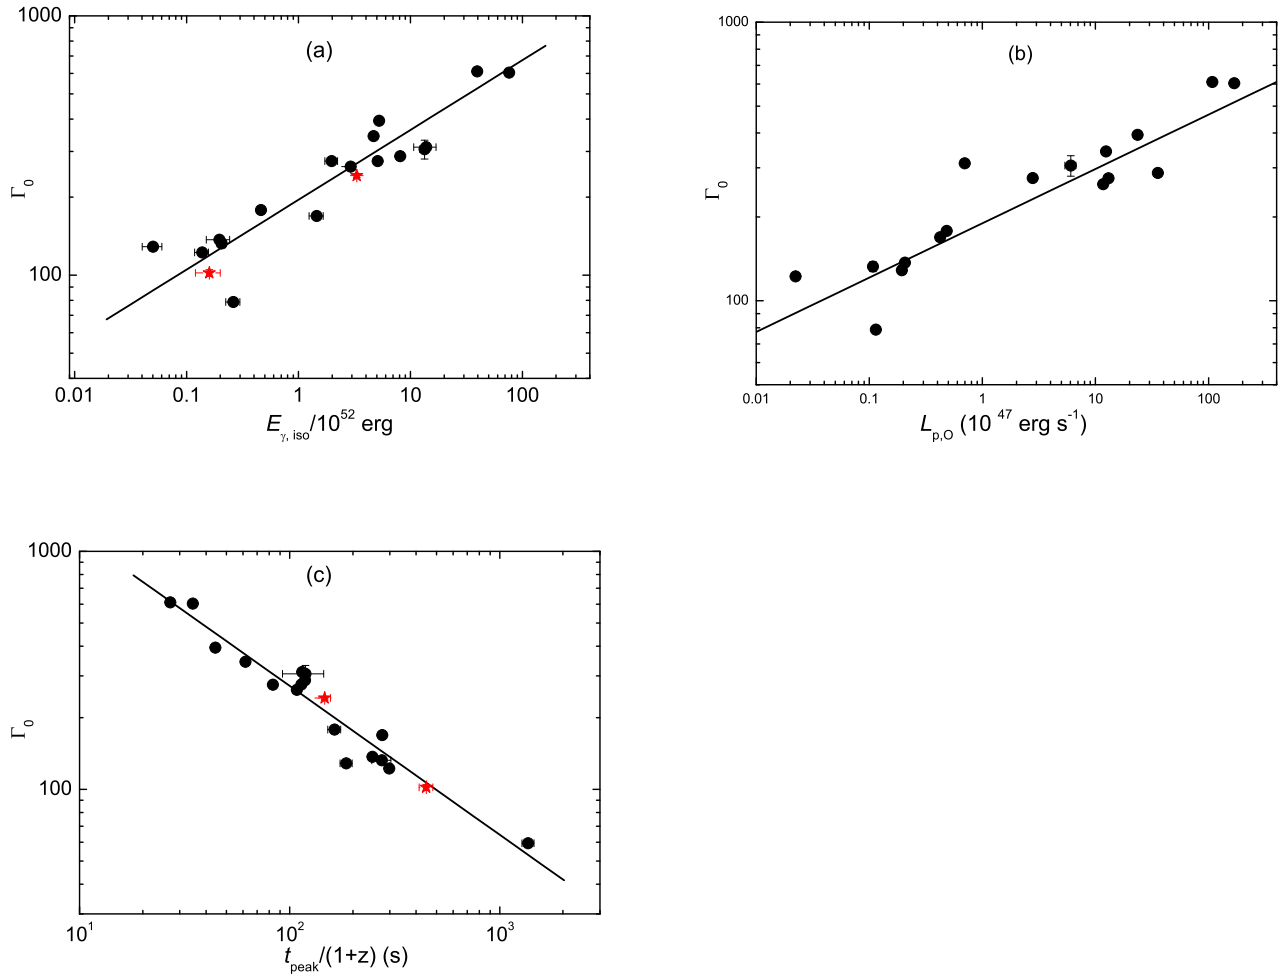 1000
(a)
Γ0
100
0.01 0.1 1 10 100
Eγ, iso/10^52 erg
1000
(b)
Γ0
100
0.01 0.1 1 10 100
Lp,O (10^47 erg s^-1)
1000
(c)
Γ0
100
10^1 10^2 10^3
tpeak/(1+z) (s)